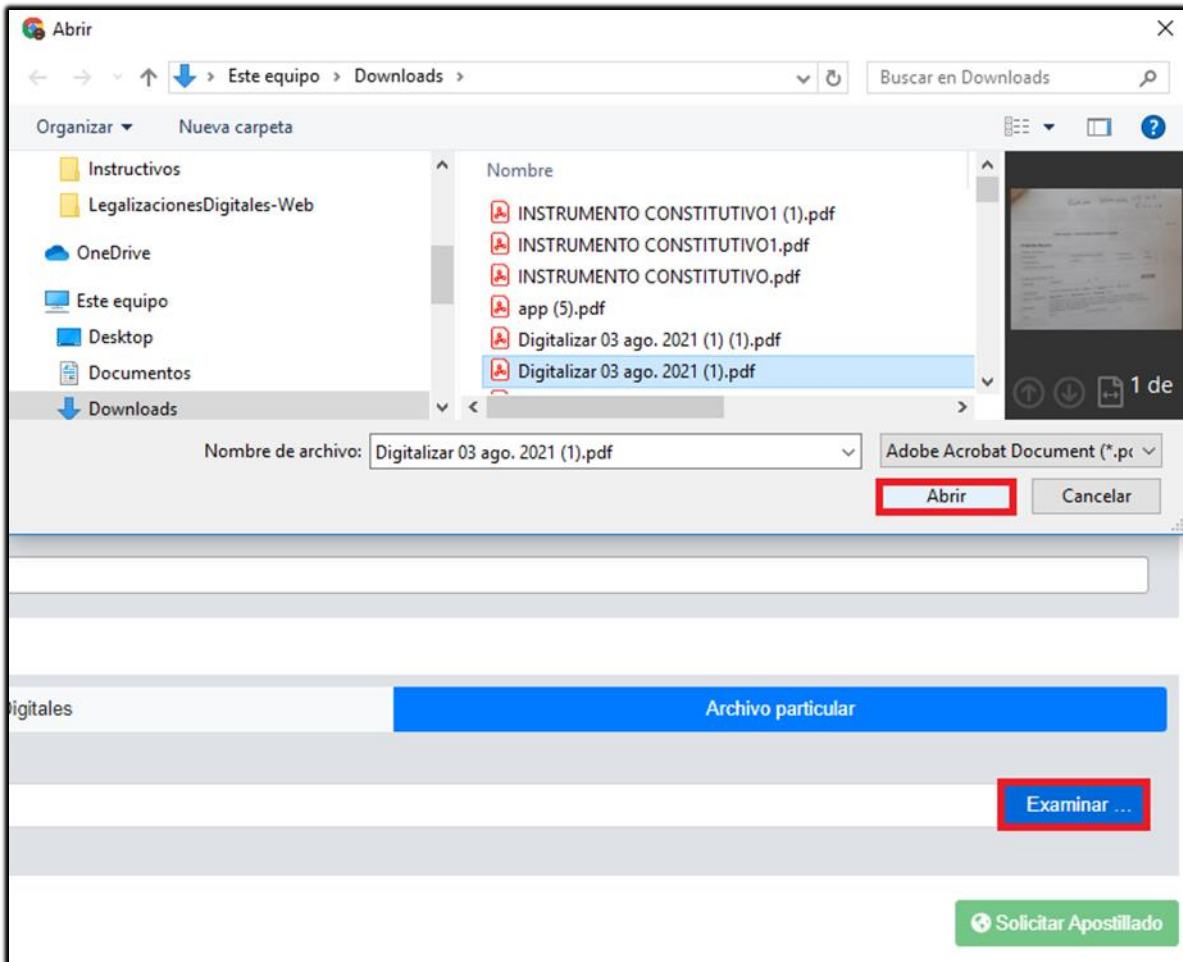 Abrir
Este equipo > Downloads >
Buscar en Downloads
Organizar
Nueva carpeta
Instructivos
LegalizacionesDigitales-Web
OneDrive
Este equipo
Desktop
Documentos
Downloads
Nombre
INSTRUMENTO CONSTITUTIVO1 (1).pdf
INSTRUMENTO CONSTITUTIVO1.pdf
INSTRUMENTO CONSTITUTIVO.pdf
app (5).pdf
Digitalizar 03 ago. 2021 (1) (1).pdf
Digitalizar 03 ago. 2021 (1).pdf
1 de
Nombre de archivo: Digitalizar 03 ago. 2021 (1).pdf
Adobe Acrobat Document (*.pc
Abrir
Cancelar
igitales
Archivo particular
Examinar ...
Solicitar Apostillado